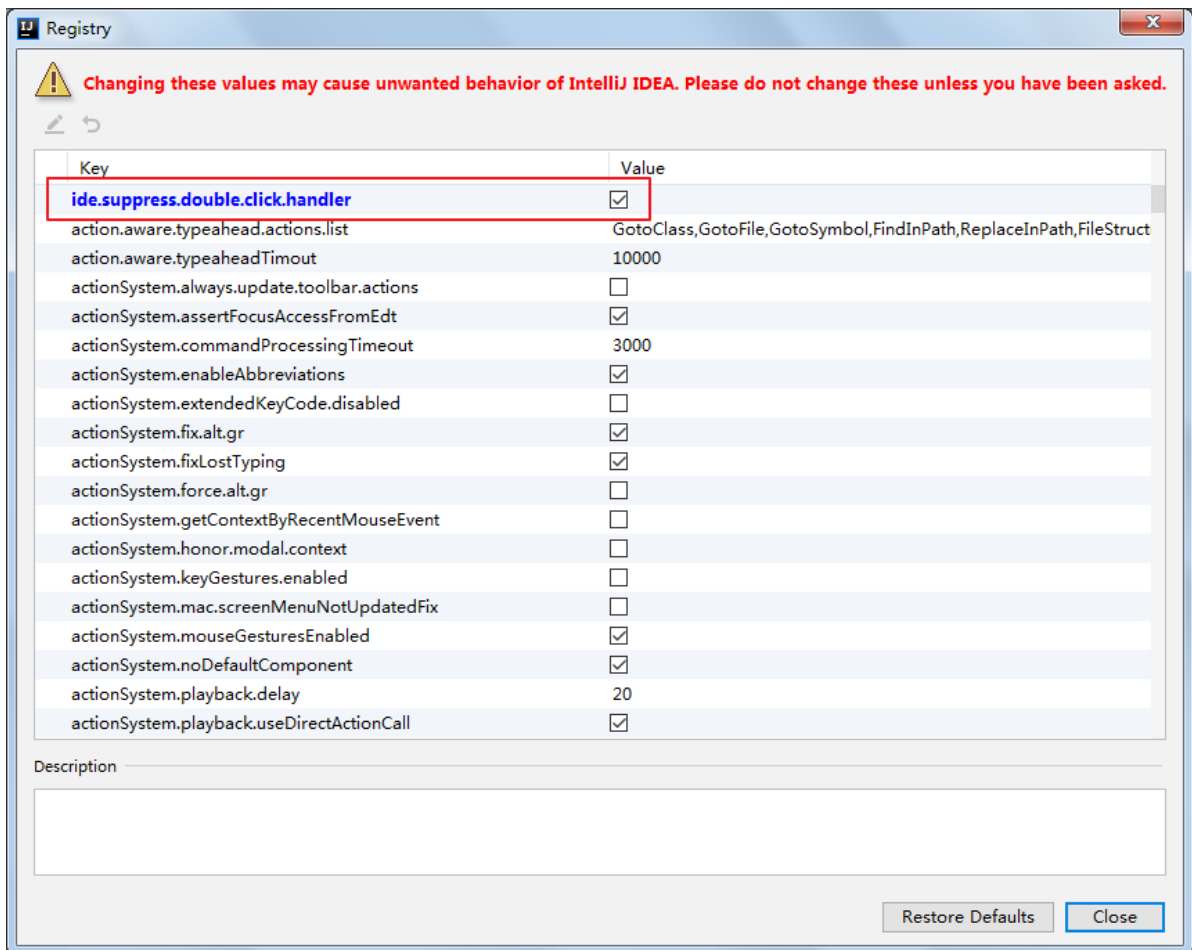 IJ Registry
Changing these values may cause unwanted behavior of IntelliJ IDEA. Please do not change these unless you have been asked.
Key Value
ide.suppress.double.click.handler
action.aware.typeahead.actions.list GotoClass,GotoFile,GotoSymbol,FindInPath,ReplaceInPath,FileStruct
action.aware.typeaheadTimout 10000
actionSystem.always.update.toolbar.actions
actionSystem.assertFocusAccessFromEdt
actionSystem.commandProcessingTimeout 3000
actionSystem.enableAbbreviations
actionSystem.extendedKeyCode.disabled
actionSystem.fix.alt.gr
actionSystem.fixLostTyping
actionSystem.force.alt.gr
actionSystem.getContextByRecentMouseEvent
actionSystem.honor.modal.context
actionSystem.keyGestures.enabled
actionSystem.mac.screenMenuNotUpdatedFix
actionSystem.mouseGesturesEnabled
actionSystem.noDefaultComponent
actionSystem.playback.delay 20
actionSystem.playback.useDirectActionCall
Description
Restore Defaults Close